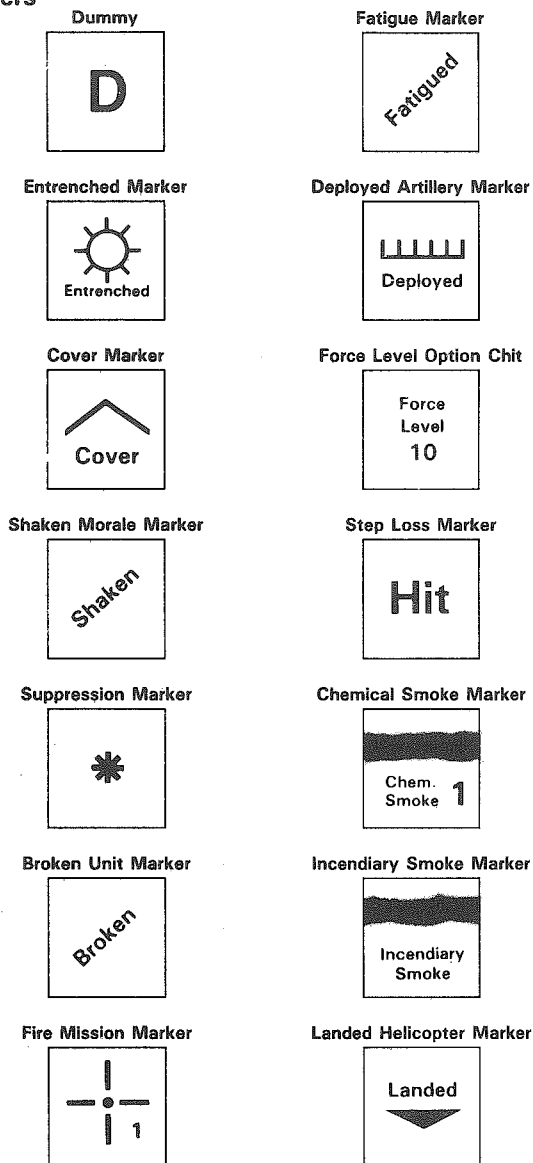 ers
Dummy
D
Entrenched Marker
Entrenched
Cover Marker
Cover
Shaken Morale Marker
Shaken
Suppression Marker
*
Broken Unit Marker
Broken
Fire Mission Marker
1
Fatigue Marker
Fatigued
Deployed Artillery Marker
Deployed
Force Level Option Chit
Force
Level
10
Step Loss Marker
Hit
Chemical Smoke Marker
Chem.
Smoke 1
Incendiary Smoke Marker
Incendiary
Smoke
Landed Helicopter Marker
Landed